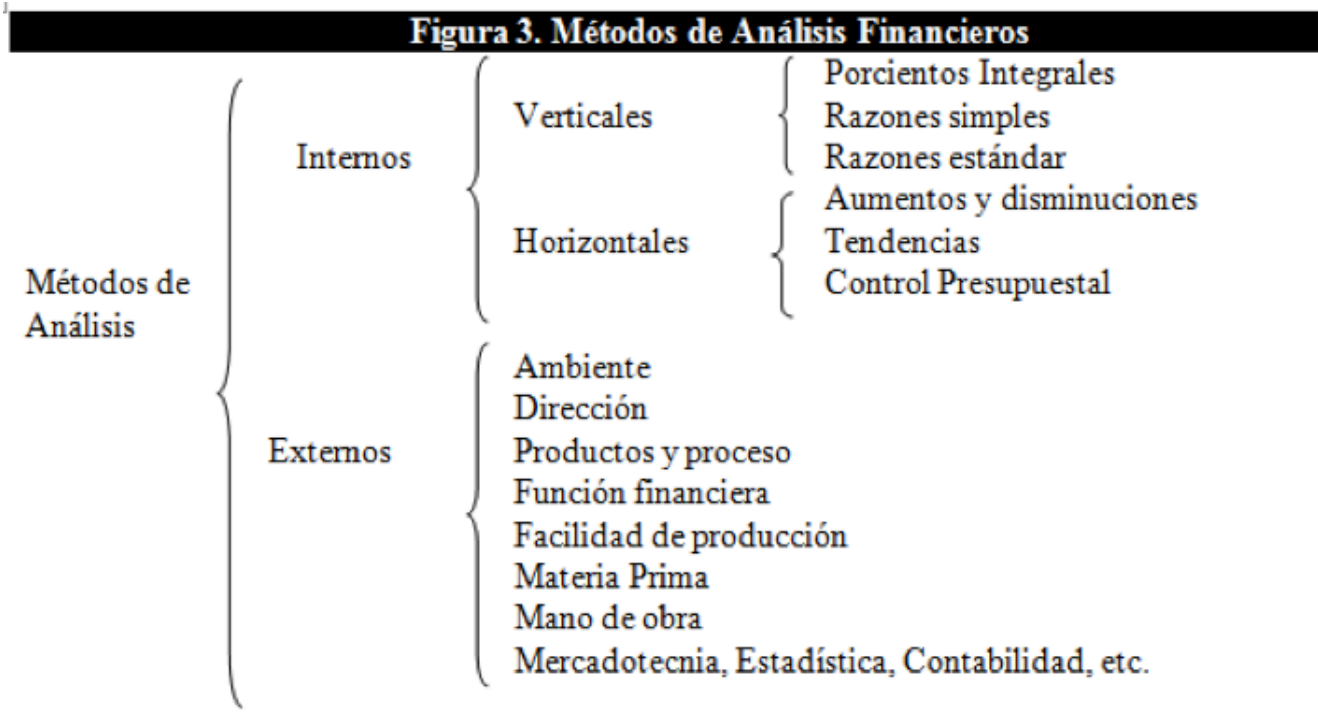 Figura 3. Métodos de Análisis Financieros
Métodos de
Análisis
Internos
Verticales
Porcientos Integrales
Razones simples
Razones estándar
Horizontales
Aumentos y disminuciones
Tendencias
Control Presupuestal
Externos
Ambiente
Dirección
Productos y proceso
Función financiera
Facilidad de producción
Materia Prima
Mano de obra
Mercadotecnia, Estadística, Contabilidad, etc.